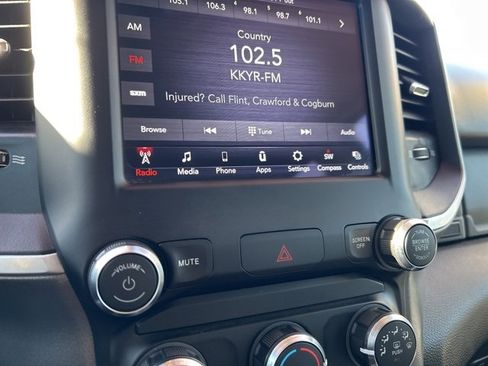 105.1 106.3 98.1 98.7 101.1
AM
Country
102.5
FM
KKYR-FM
sxm
Injured? Call Flint, Crawford & Cogburn
Browse Tune Audio
SW
Radio Media Phone Apps Settings Compass Controls
VOLUME
MUTE
SCREEN OFF
BROWSE
ENTER
PUSH